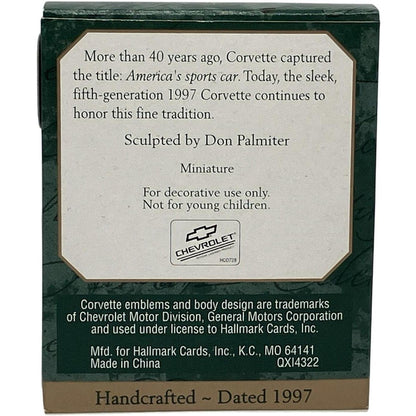 More than 40 years ago, Corvette captured
the title: America's sports car. Today, the sleek,
fifth-generation 1997 Corvette continues to
honor this fine tradition.
Sculpted by Don Palmiter
Miniature
For decorative use only.
Not for young children.
CHEVROLET
HCD728
Corvette emblems and body design are trademarks
of Chevrolet Motor Division, General Motors Corporation
and used under license to Hallmark Cards, Inc.
Mfd. for Hallmark Cards, Inc., K.C., MO 64141
Made in China QXI4322
Handcrafted ~ Dated 1997